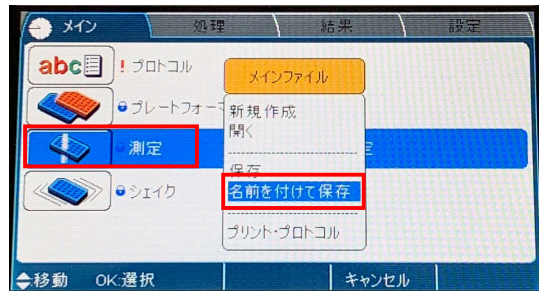 メイン
処理
結果
設定
abc
! プロトコル
メインファイル
プレートフォー
新規作成
開く
測定
定
保存
名前を付けて保存
シェイク
プリント・プロトコル
移動 OK:選択
キャンセル